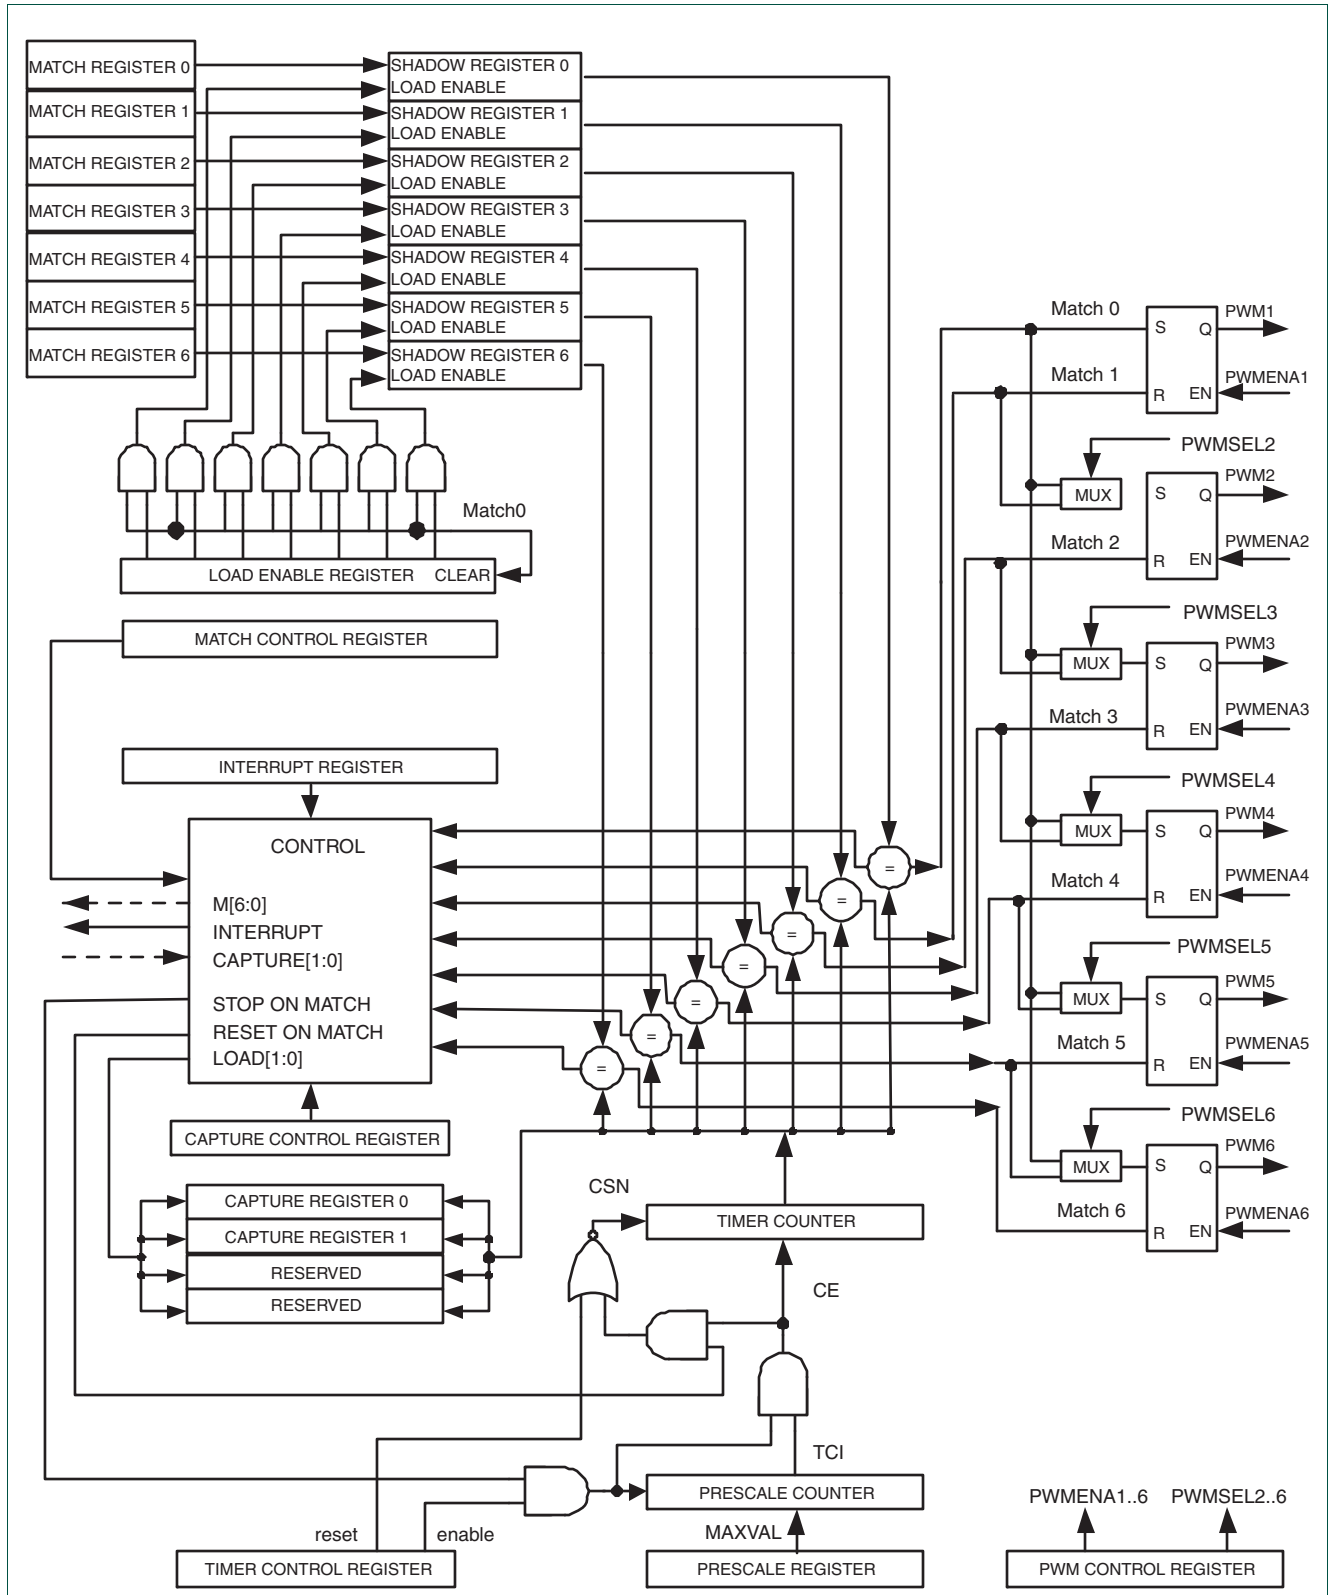 MATCH REGISTER 0
MATCH REGISTER 1
MATCH REGISTER 2
MATCH REGISTER 3
MATCH REGISTER 4
MATCH REGISTER 5
MATCH REGISTER 6
SHADOW REGISTER 0
LOAD ENABLE
SHADOW REGISTER 1
LOAD ENABLE
SHADOW REGISTER 2
LOAD ENABLE
SHADOW REGISTER 3
LOAD ENABLE
SHADOW REGISTER 4
LOAD ENABLE
SHADOW REGISTER 5
LOAD ENABLE
SHADOW REGISTER 6
LOAD ENABLE
Match0
LOAD ENABLE REGISTER CLEAR
MATCH CONTROL REGISTER
INTERRUPT REGISTER
CONTROL
M[6:0]
INTERRUPT
CAPTURE[1:0]
STOP ON MATCH
RESET ON MATCH
LOAD[1:0]
CAPTURE CONTROL REGISTER
CAPTURE REGISTER 0
CAPTURE REGISTER 1
RESERVED
RESERVED
=
=
=
=
=
=
=
Match 0
S Q
PWM1
Match 1
R EN
PWMENA1
PWMSEL2
MUX
S Q
PWM2
Match 2
R EN
PWMENA2
PWMSEL3
MUX
S Q
PWM3
Match 3
R EN
PWMENA3
PWMSEL4
MUX
S Q
PWM4
Match 4
R EN
PWMENA4
PWMSEL5
MUX
S Q
PWM5
Match 5
R EN
PWMENA5
PWMSEL6
MUX
S Q
PWM6
Match 6
R EN
PWMENA6
CSN
TIMER COUNTER
CE
TCI
PRESCALE COUNTER
MAXVAL
PRESCALE REGISTER
reset
enable
TIMER CONTROL REGISTER
PWMENA1..6
PWMSEL2..6
PWM CONTROL REGISTER